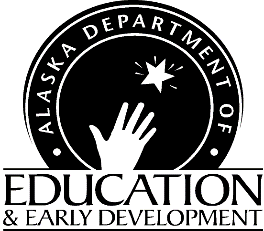 • ALASKA DEPARTMENT OF •
EDUCATION
& EARLY DEVELOPMENT